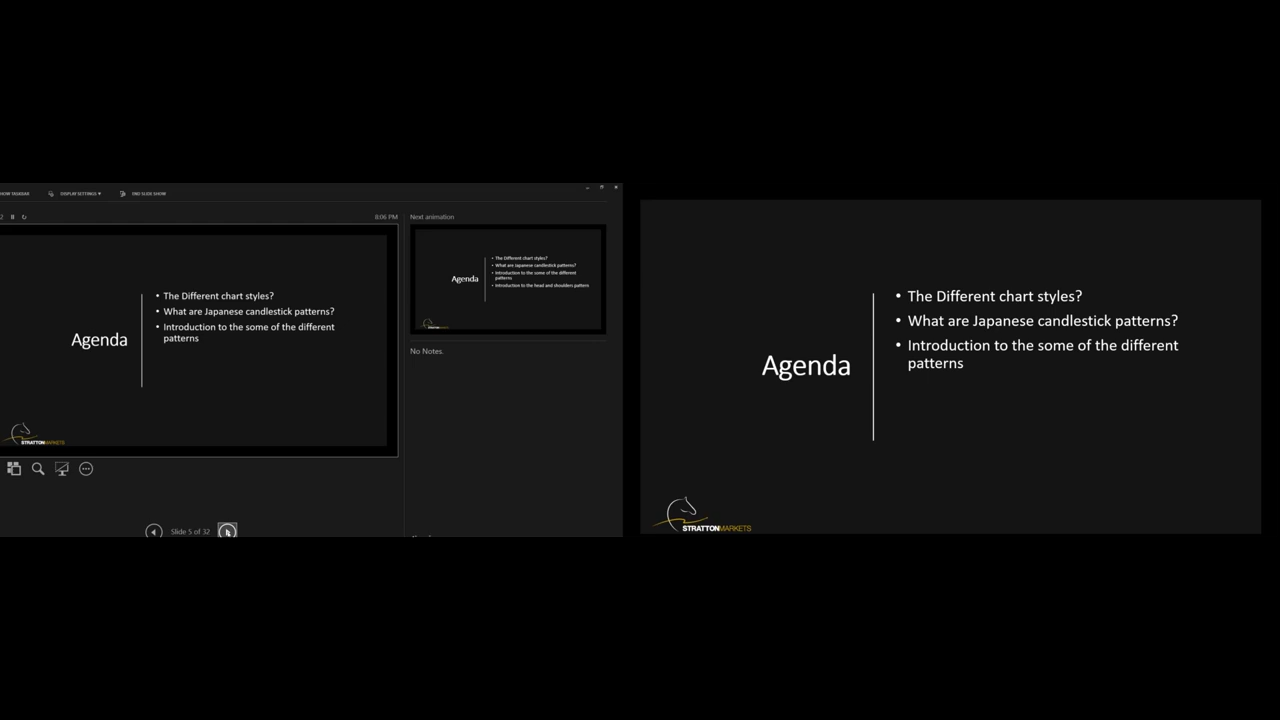 HOW TASKBAR
DISPLAY SETTINGS ▼
END SLIDE SHOW
2
8:06 PM
Next animation
Agenda
• The Different chart styles?
• What are Japanese candlestick patterns?
• Introduction to the some of the different
patterns
STRATTONMARKETS
Slide 5 of 32
Agenda
• The Different chart styles?
• What are Japanese candlestick patterns?
• Introduction to the some of the different
patterns
• Introduction to the head and shoulders pattern
No Notes.
Agenda
• The Different chart styles?
• What are Japanese candlestick patterns?
• Introduction to the some of the different
patterns
STRATTONMARKETS